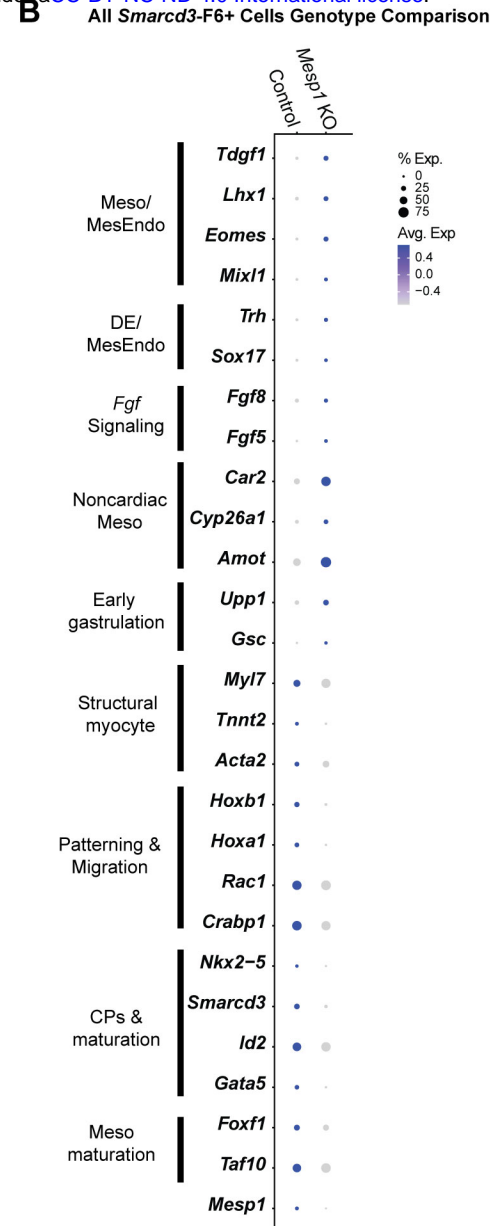 B
All Smarcd3-F6+ Cells Genotype Comparison
Control
Mesp1 KO
% Exp.
0
25
50
75
Avg. Exp
0.4
0.0
−0.4
Meso/
MesEndo
Tdgf1
Lhx1
Eomes
Mixl1
DE/
MesEndo
Trh
Sox17
Fgf
Signaling
Fgf8
Fgf5
Noncardiac
Meso
Car2
Cyp26a1
Amot
Early
gastrulation
Upp1
Gsc
Structural
myocyte
Myl7
Tnnt2
Acta2
Patterning &
Migration
Hoxb1
Hoxa1
Rac1
Crabp1
CPs &
maturation
Nkx2−5
Smarcd3
Id2
Gata5
Meso
maturation
Foxf1
Taf10
Mesp1